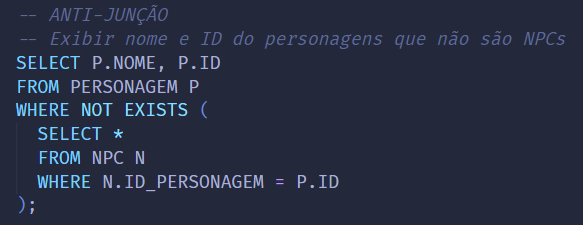 -- ANTI-JUNÇÃO
-- Exibir nome e ID do personagens que não são NPCs
SELECT P.NOME, P.ID
FROM PERSONAGEM P
WHERE NOT EXISTS (
SELECT *
FROM NPC N
WHERE N.ID_PERSONAGEM = P.ID
);